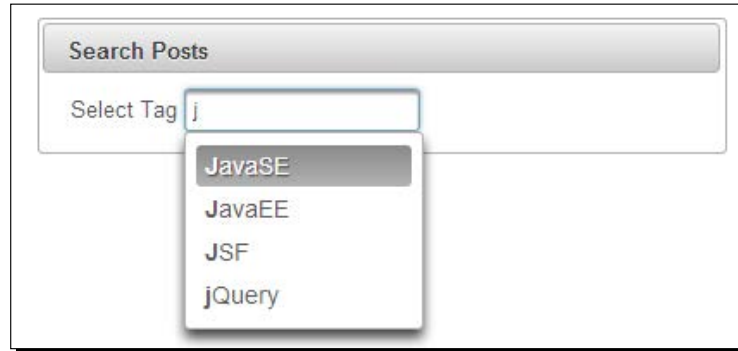 Search Posts
Select Tag j
JavaSE
JavaEE
JSF
jQuery